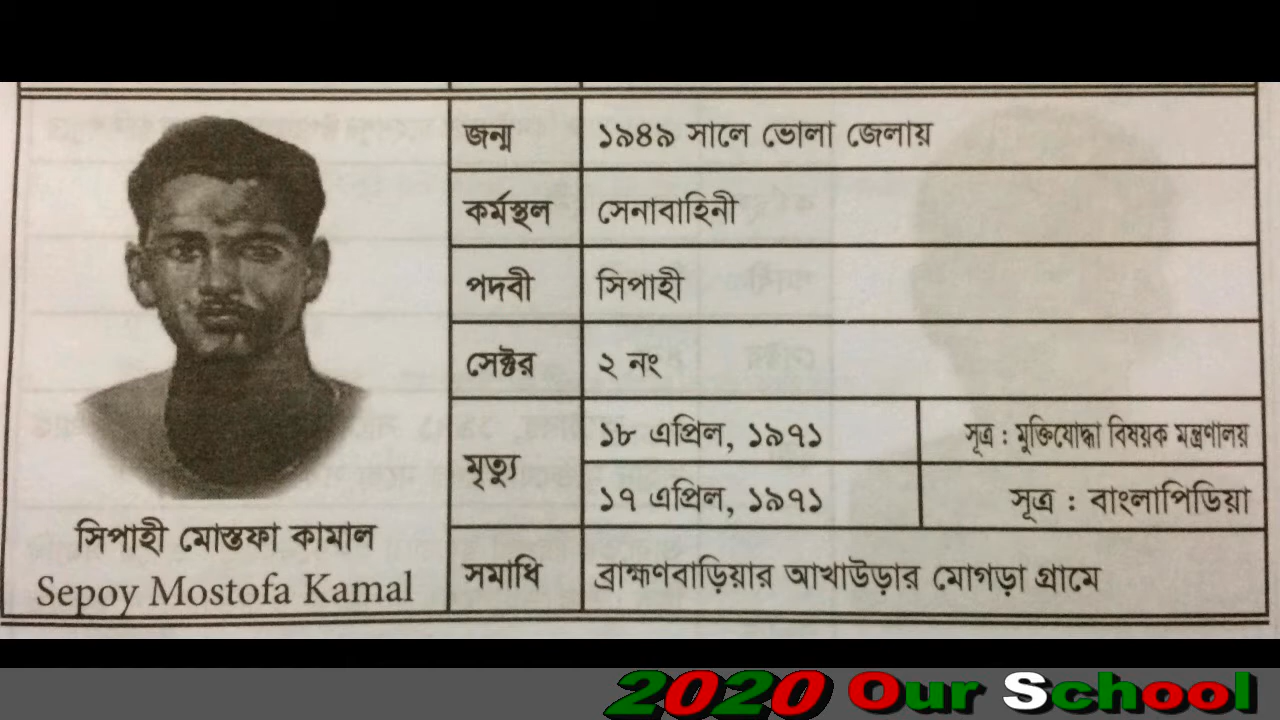 জন্ম ১৯৪৯ সালে ভোলা জেলায়
কর্মস্থল সেনাবাহিনী
পদবী সিপাহী
সেক্টর ২ নং
মৃত্যু
১৮ এপ্রিল, ১৯৭১ সূত্র : মুক্তিযোদ্ধা বিষয়ক মন্ত্রণালয়
১৭ এপ্রিল, ১৯৭১ সূত্র : বাংলাপিডিয়া
সমাধি ব্রাহ্মণবাড়িয়ার আখাউড়ার মোগড়া গ্রামে
সিপাহী মোস্তফা কামাল
Sepoy Mostofa Kamal
2020 Our School